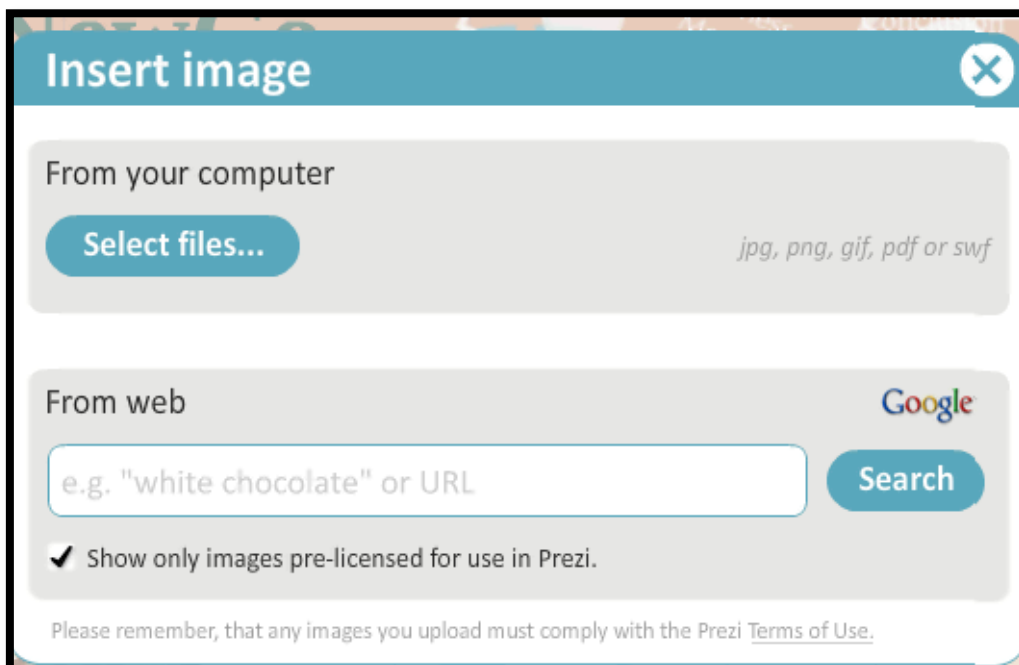 Insert image
From your computer
Select files...
jpg, png, gif, pdf or swf
From web
Google
e.g. "white chocolate" or URL
Search
Show only images pre-licensed for use in Prezi.
Please remember, that any images you upload must comply with the Prezi Terms of Use.